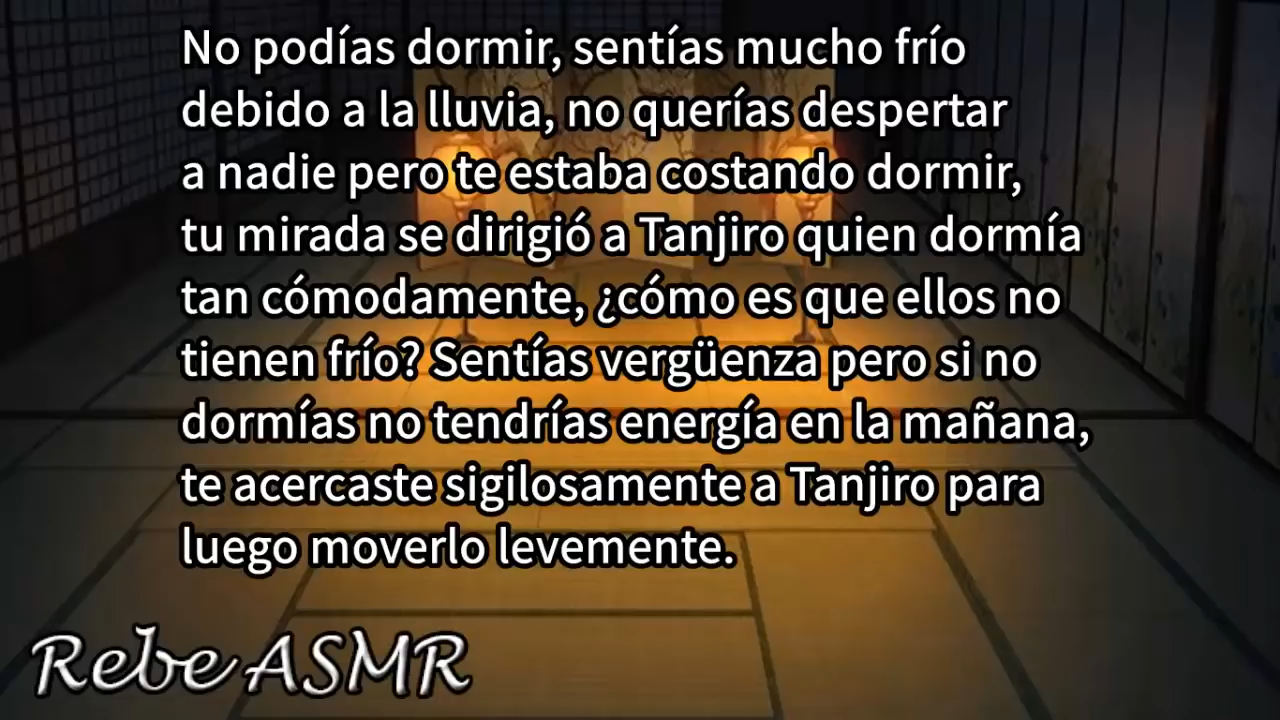 No podías dormir, sentías mucho frío
debido a la lluvia, no querías despertar
a nadie pero te estaba costando dormir,
tu mirada se dirigió a Tanjiro quien dormía
tan cómodamente, ¿cómo es que ellos no
tienen frío? Sentías vergüenza pero si no
dormías no tendrías energía en la mañana,
te acercaste sigilosamente a Tanjiro para
luego moverlo levemente.
Rebe ASMR